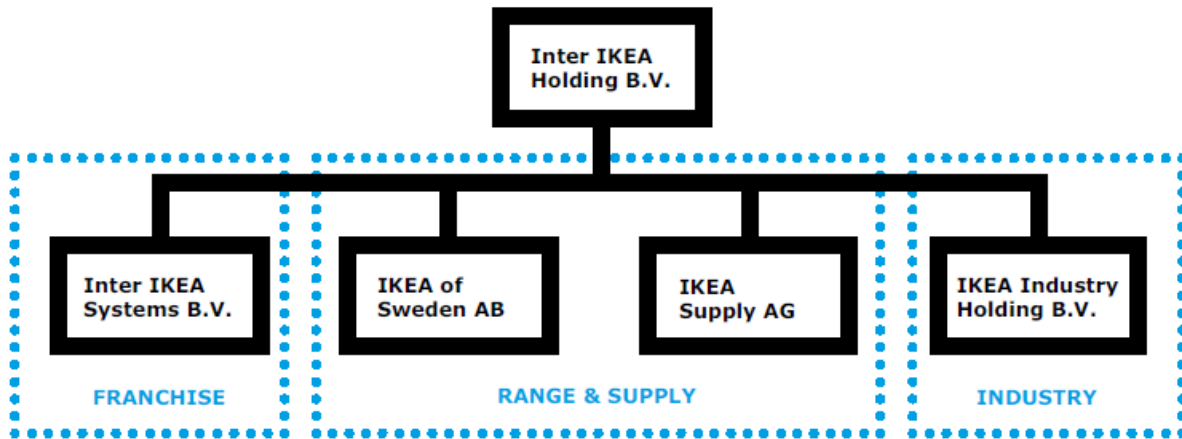 Inter IKEA
Holding B.V.
Inter IKEA
Systems B.V.
IKEA of
Sweden AB
IKEA
Supply AG
IKEA Industry
Holding B.V.
FRANCHISE
RANGE & SUPPLY
INDUSTRY